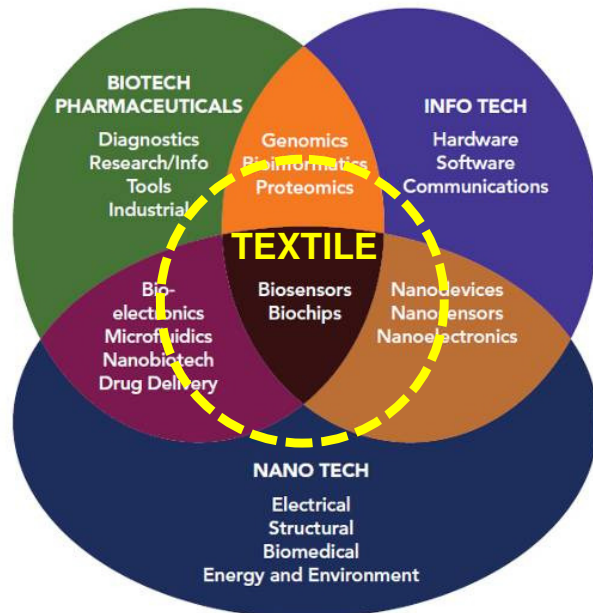 BIOTECH
PHARMACEUTICALS
Diagnostics
Research/Info
Tools
Industrial
Genomics
Bioinformatics
Proteomics
INFO TECH
Hardware
Software
Communications
TEXTILE
Bio-
electronics
Microfluidics
Nanobiotech
Drug Delivery
Biosensors
Biochips
Nanodevices
Nanosensors
Nanoelectronics
NANO TECH
Electrical
Structural
Biomedical
Energy and Environment